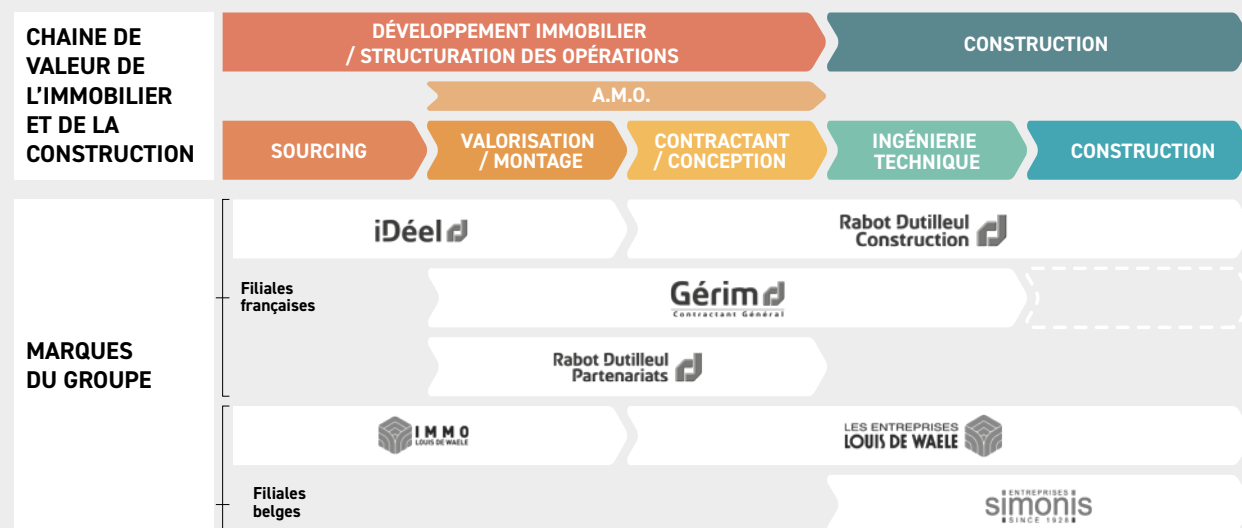 CHAINE DE
VALEUR DE
L'IMMOBILIER
ET DE LA
CONSTRUCTION
DÉVELOPPEMENT IMMOBILIER
/ STRUCTURATION DES OPÉRATIONS
CONSTRUCTION
A.M.O.
SOURCING
VALORISATION
/ MONTAGE
CONTRACTANT
/ CONCEPTION
INGÉNIERIE
TECHNIQUE
CONSTRUCTION
MARQUES
DU GROUPE
Filiales
françaises
iDéel
Rabot Dutilleul
Construction
Gérim
Contractant Général
Rabot Dutilleul
Partenariats
Filiales
belges
IMMO
LOUIS DE WAELE
LES ENTREPRISES
LOUIS DE WAELE
ENTREPRISES
simonis
SINCE 1928